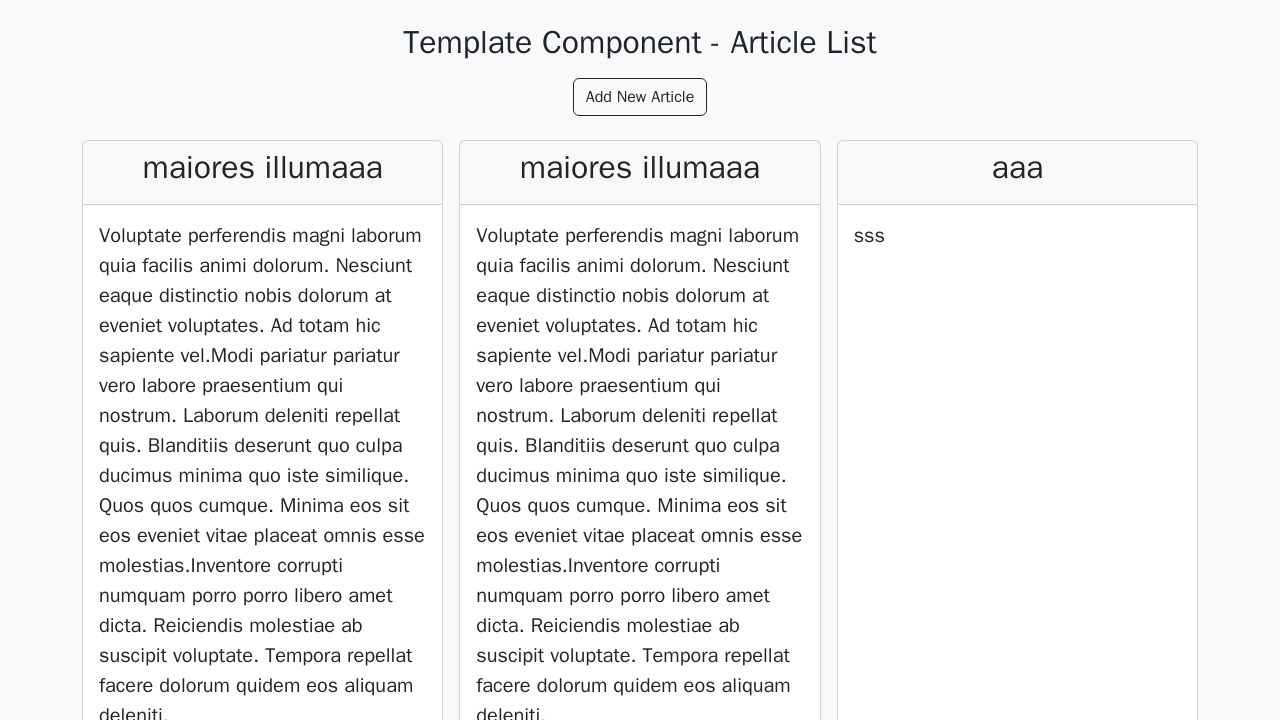 Template Component - Article List
Add New Article
maiores illumaaa
Voluptate perferendis magni laborum
quia facilis animi dolorum. Nesciunt
eaque distinctio nobis dolorum at
eveniet voluptates. Ad totam hic
sapiente vel.Modi pariatur pariatur
vero labore praesentium qui
nostrum. Laborum deleniti repellat
quis. Blanditiis deserunt quo culpa
ducimus minima quo iste similique.
Quos quos cumque. Minima eos sit
eos eveniet vitae placeat omnis esse
molestias.Inventore corrupti
numquam porro porro libero amet
dicta. Reiciendis molestiae ab
suscipit voluptate. Tempora repellat
facere dolorum quidem eos aliquam
deleniti.
maiores illumaaa
Voluptate perferendis magni laborum
quia facilis animi dolorum. Nesciunt
eaque distinctio nobis dolorum at
eveniet voluptates. Ad totam hic
sapiente vel.Modi pariatur pariatur
vero labore praesentium qui
nostrum. Laborum deleniti repellat
quis. Blanditiis deserunt quo culpa
ducimus minima quo iste similique.
Quos quos cumque. Minima eos sit
eos eveniet vitae placeat omnis esse
molestias.Inventore corrupti
numquam porro porro libero amet
dicta. Reiciendis molestiae ab
suscipit voluptate. Tempora repellat
facere dolorum quidem eos aliquam
deleniti.
aaa
sss